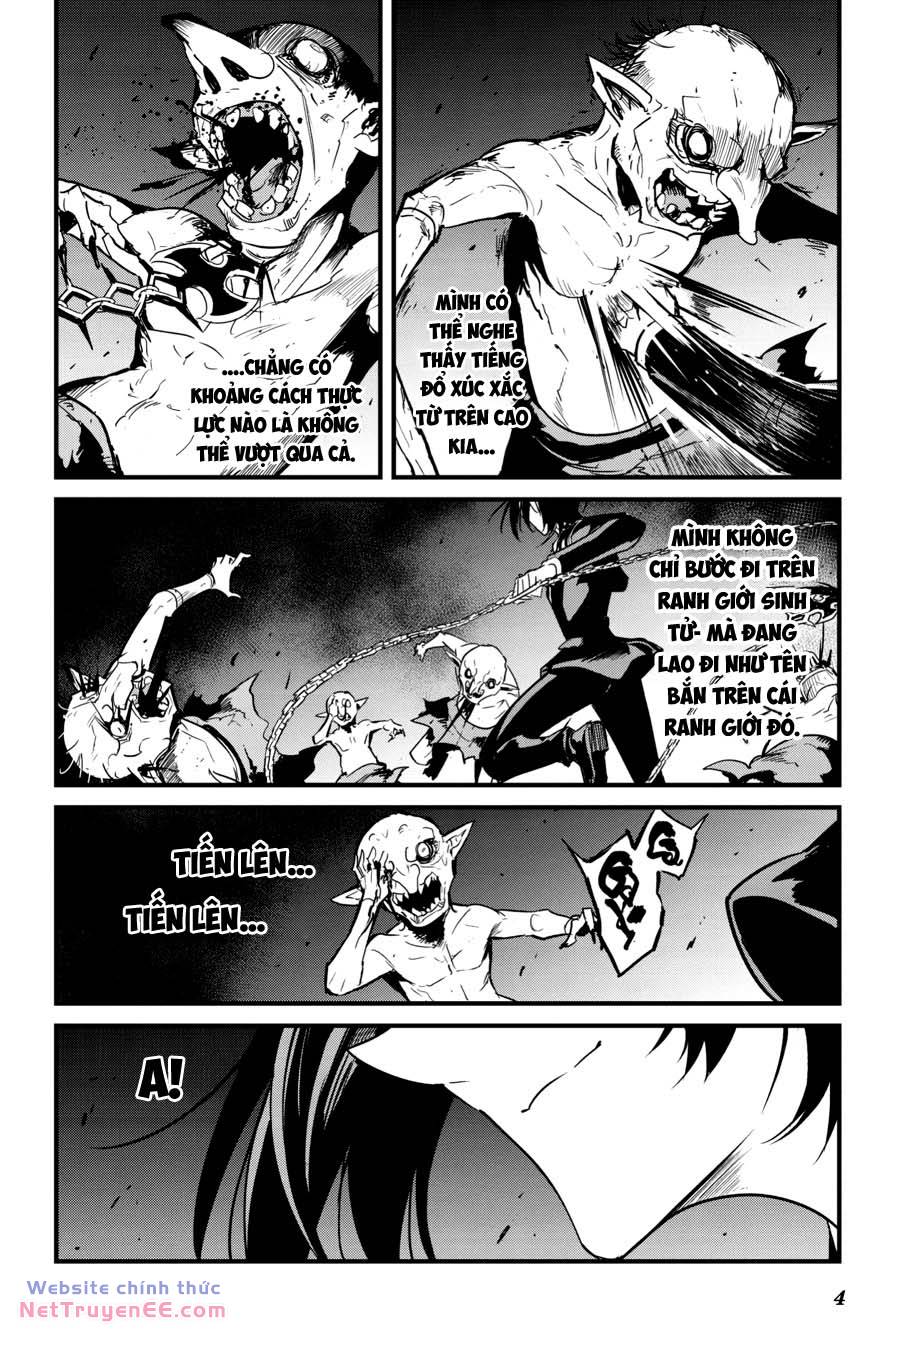 MÌNH CÓ
THỂ NGHE
THẤY TIẾNG
ĐỔ XÚC XẮC
TỪ TRÊN CAO
KIA...
....CHẲNG CÓ
KHOẢNG CÁCH THỰC
LỰC NÀO LÀ KHÔNG
THỂ VƯỢT QUA CẢ.
MÌNH KHÔNG
CHỈ BƯỚC ĐI TRÊN
RANH GIỚI SINH
TỬ- MÀ ĐANG
LAO ĐI NHƯ TÊN
BẮN TRÊN CÁI
RANH GIỚI ĐÓ.
TIẾN LÊN...
TIẾN LÊN...
A!
Website chính thức
NetTruyenEE.com
4